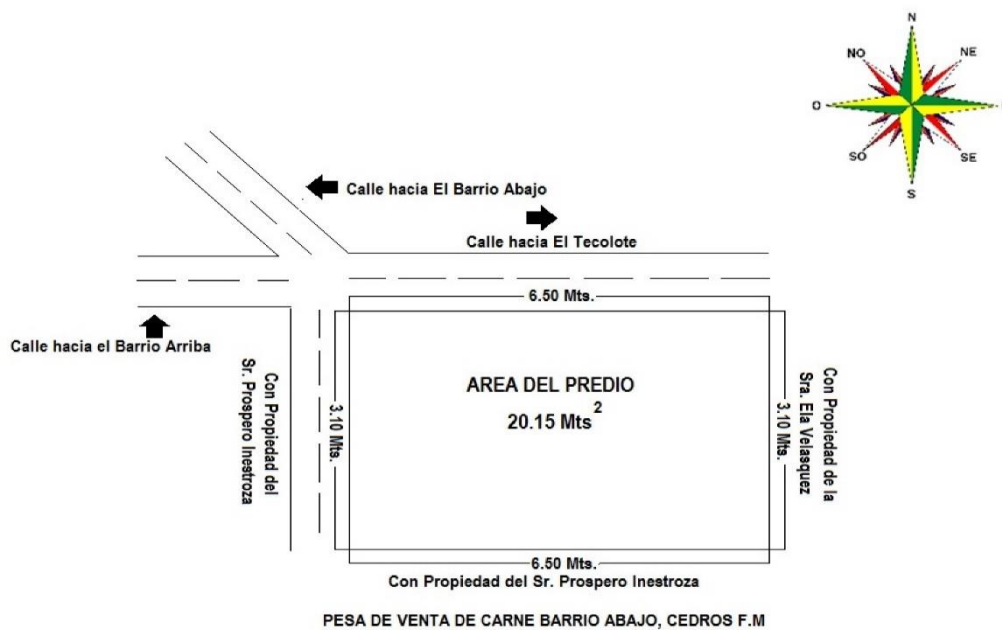 N
NO
NE
O
SO
SE
S
Calle hacia El Barrio Abajo
Calle hacia El Tecolote
6.50 Mts.
Calle hacia el Barrio Arriba
Con Propiedad del
Sr. Prospero Inestroza
3.10 Mts.
AREA DEL PREDIO
20.15 Mts²
3.10 Mts.
Con Propiedad de la
Sra. Ela Velasquez
6.50 Mts.
Con Propiedad del Sr. Prospero Inestroza
PESA DE VENTA DE CARNE BARRIO ABAJO, CEDROS F.M